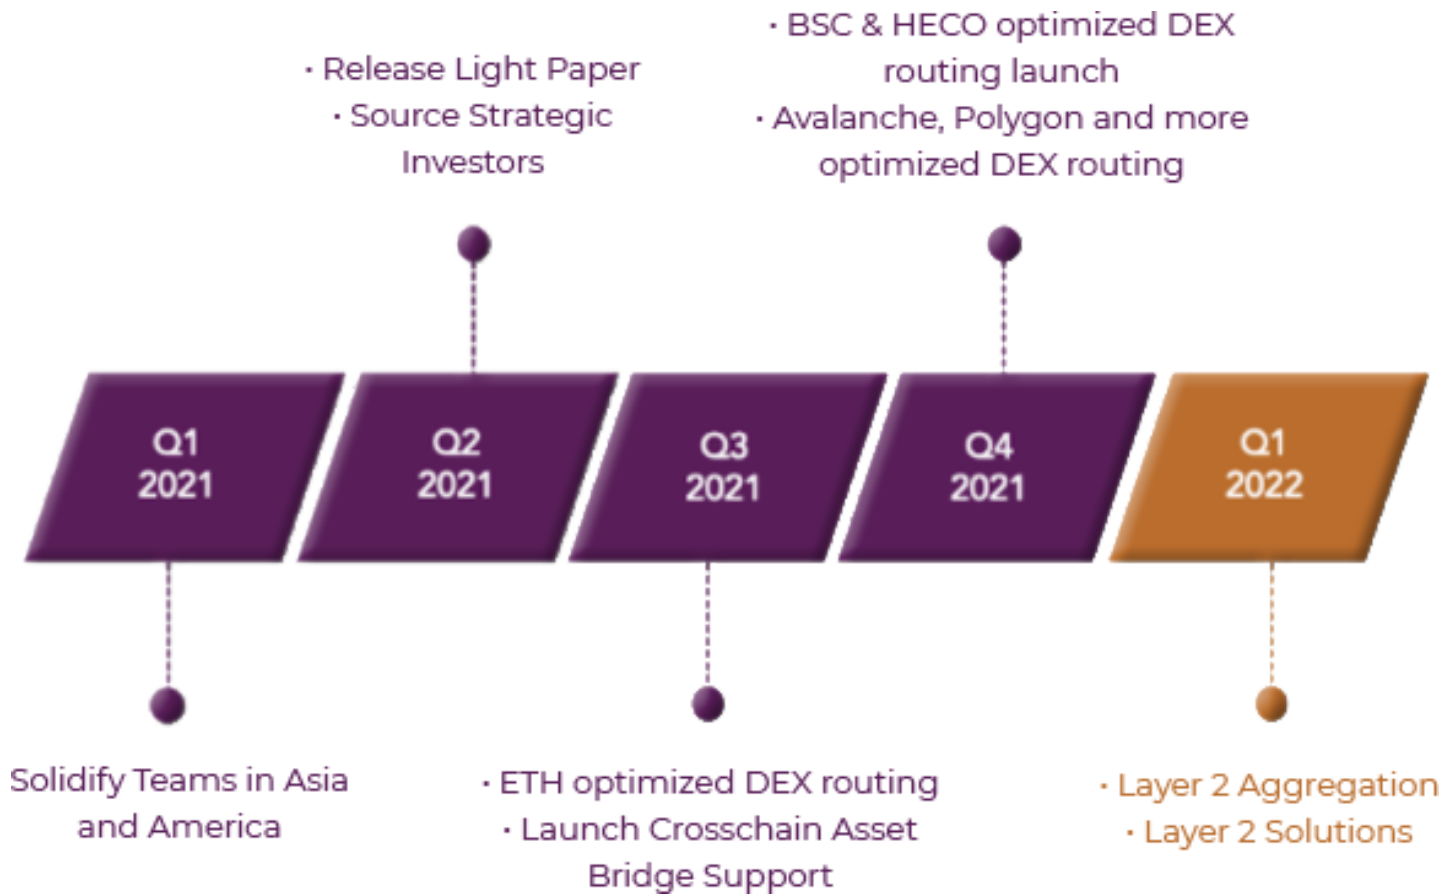 · Release Light Paper
· Source Strategic
Investors
· BSC & HECO optimized DEX
routing launch
· Avalanche, Polygon and more
optimized DEX routing
Q1
2021
Q2
2021
Q3
2021
Q4
2021
Q1
2022
Solidify Teams in Asia
and America
· ETH optimized DEX routing
· Launch Crosschain Asset
Bridge Support
· Layer 2 Aggregation
· Layer 2 Solutions